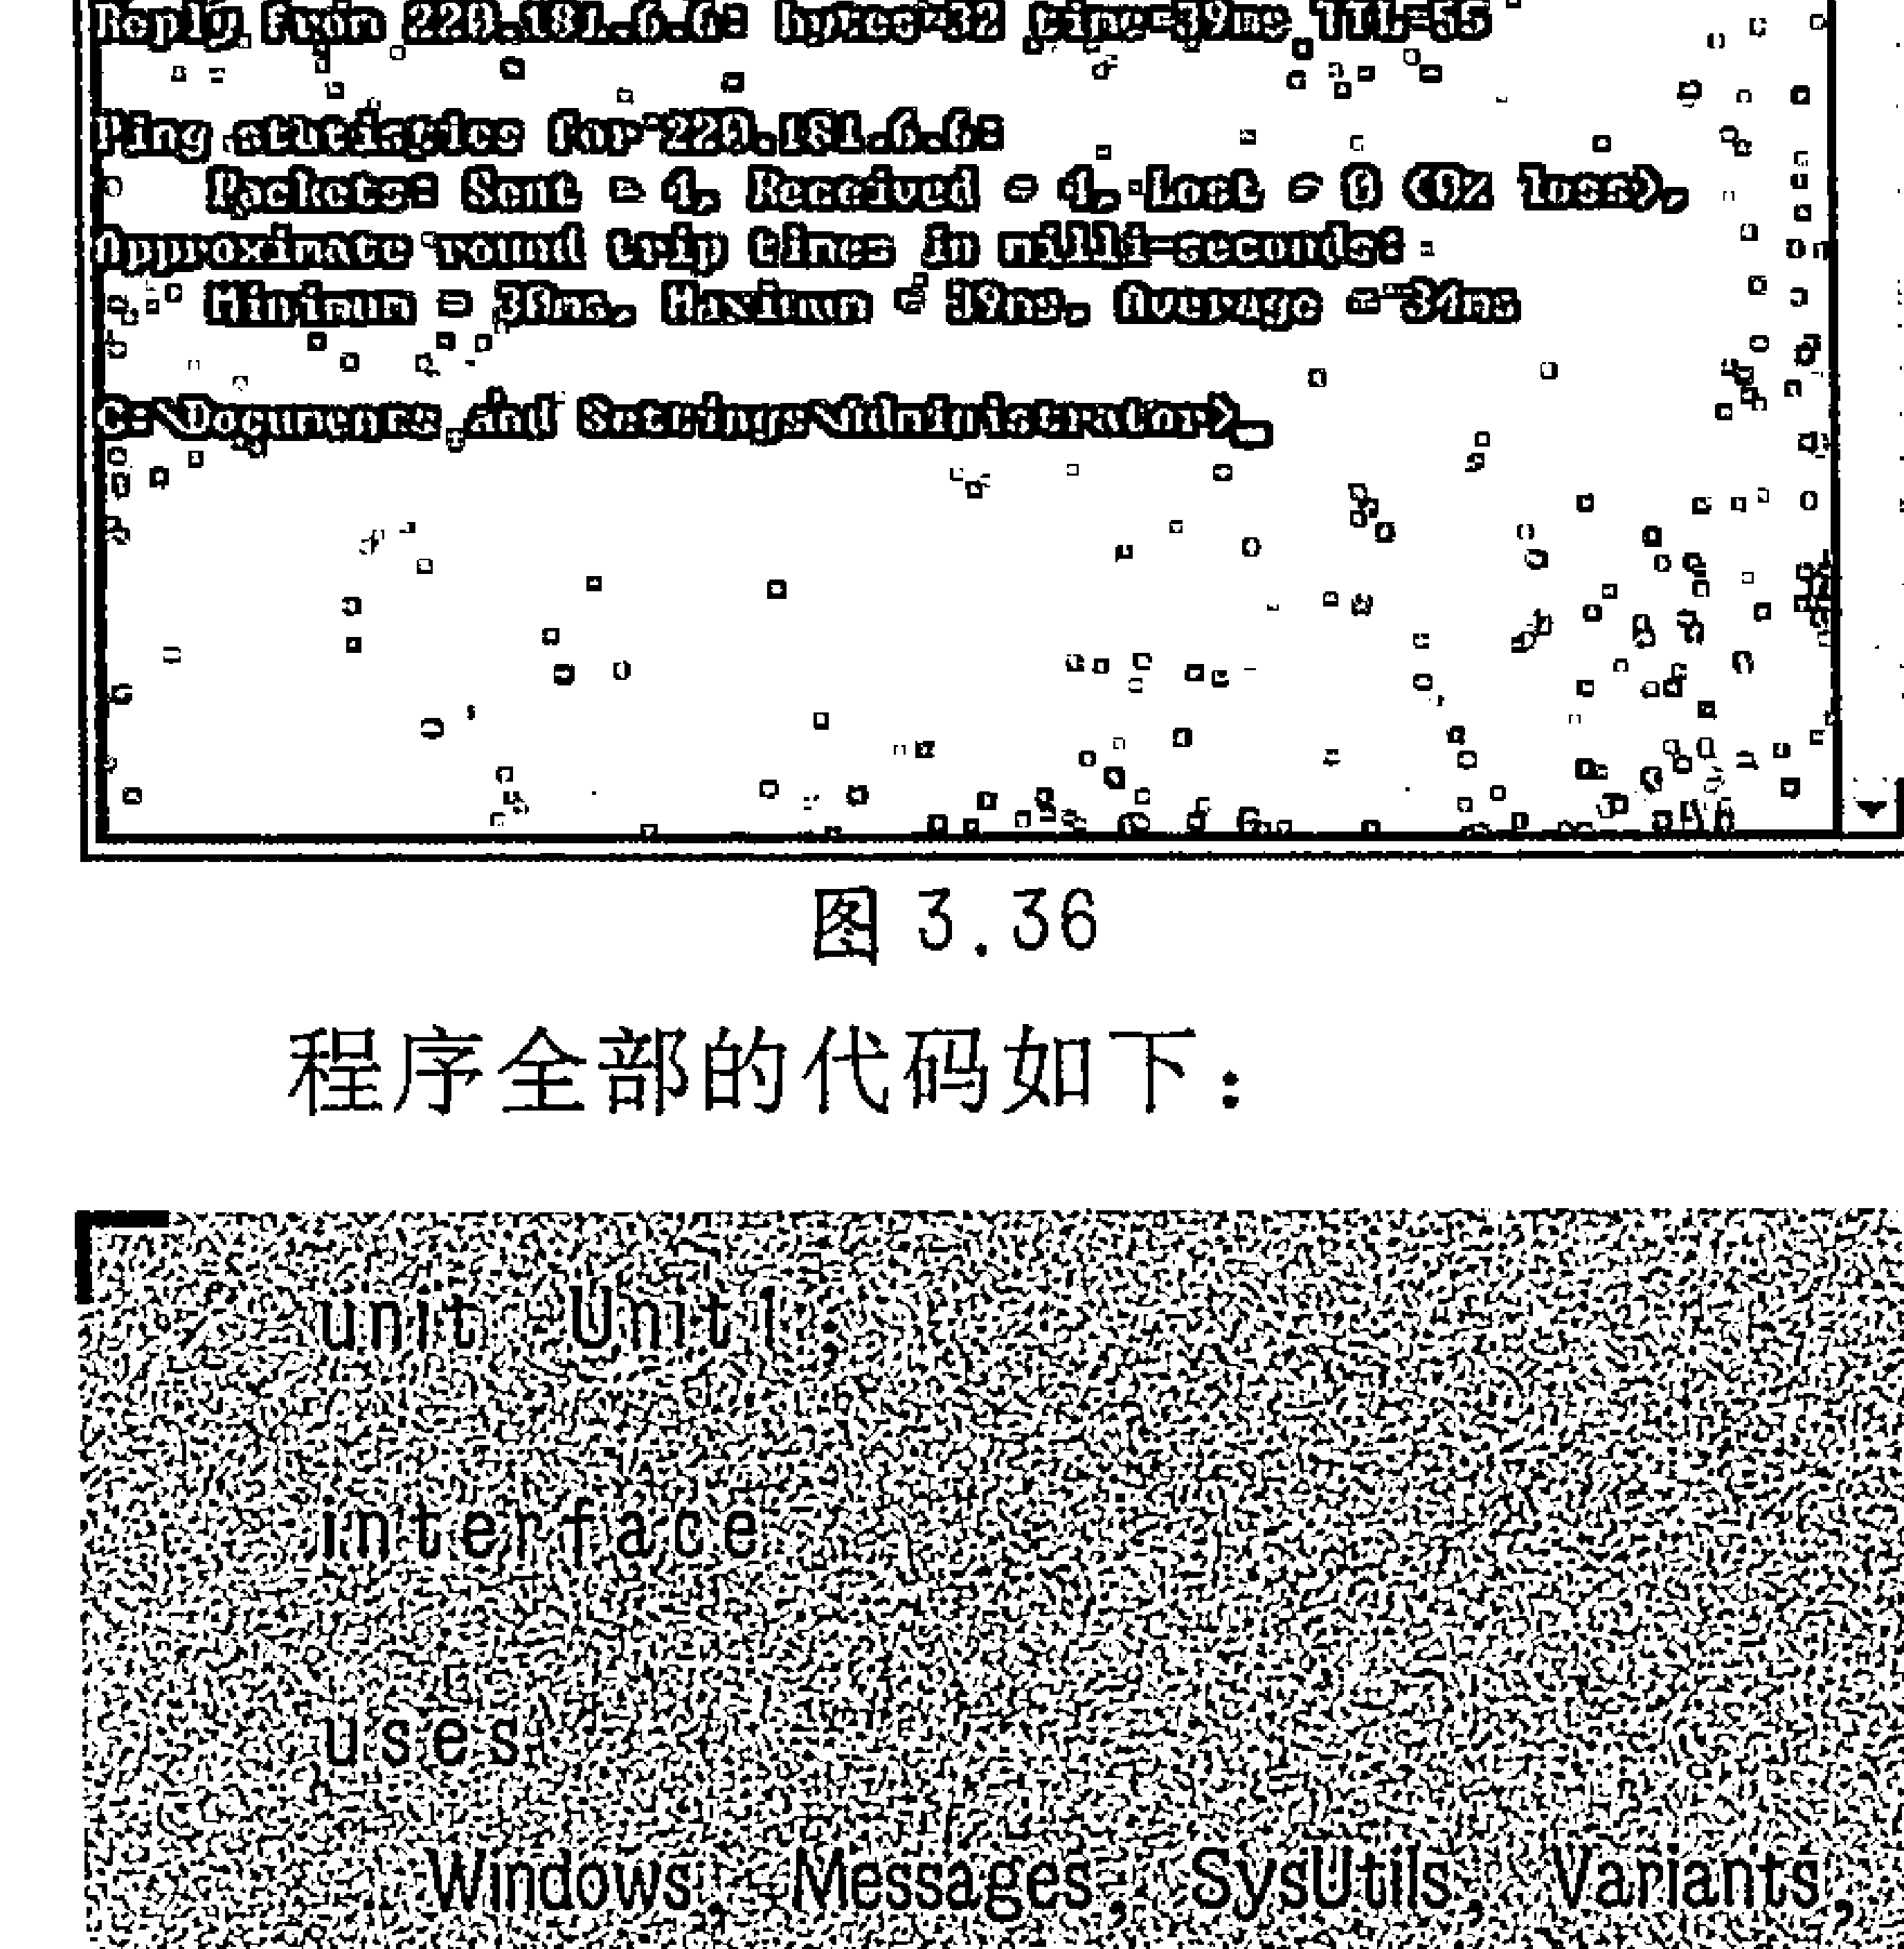 Reply from 220.181.6.6: bytes=32 time=39ms TTL=55
Ping statistics for 220.181.6.6:
Packets: Sent = 4, Received = 4, Lost = 0 (0% loss),
Approximate round trip times in milli-seconds:
Minimum = 30ms, Maximum = 39ms, Average = 34ms
C:\Documents and Settings\Administrator>_
图 3.36
程序全部的代码如下:
unit Unit1;
interface
uses
Windows, Messages, SysUtils, Variants,